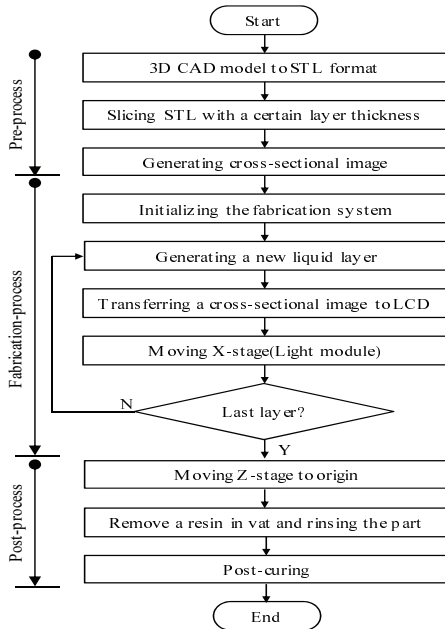 Start
Pre-process
3D CAD model to STL format
Slicing STL with a certain layer thickness
Generating cross-sectional image
Fabrication-process
Initializing the fabrication system
Generating a new liquid layer
Transferring a cross-sectional image to LCD
Moving X-stage(Light module)
Last layer?
N
Y
Post-process
Moving Z-stage to origin
Remove a resin in vat and rinsing the part
Post-curing
End